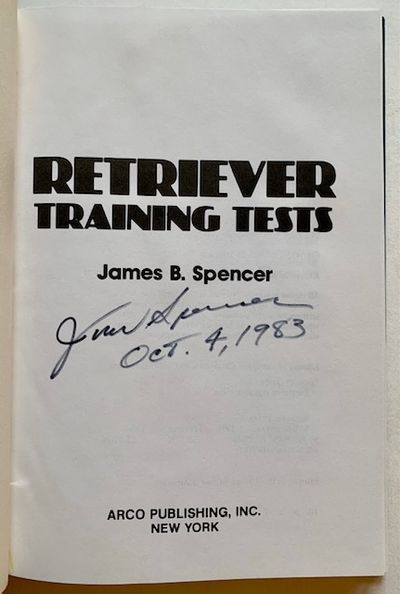 RETRIEVER
TRAINING TESTS
James B. Spencer
Jim Spencer
Oct. 4, 1983
ARCO PUBLISHING, INC.
NEW YORK